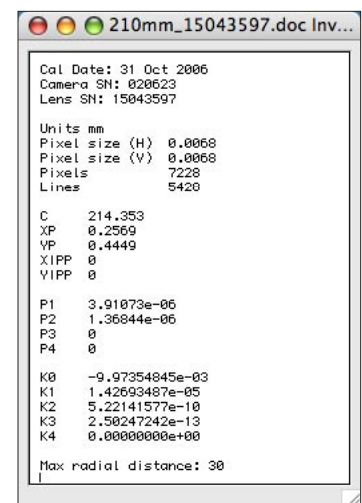 210mm_15043597.doc Inv...
Cal Date: 31 Oct 2006
Camera SN: 020623
Lens SN: 15043597
Units mm
Pixel size (H) 0.0068
Pixel size (V) 0.0068
Pixels 7228
Lines 5420
C 214.353
XP 0.2569
YP 0.4449
XIPP 0
YIPP 0
P1 3.91073e-06
P2 1.36844e-06
P3 0
P4 0
K0 -9.97354845e-03
K1 1.42693487e-05
K2 5.22141577e-10
K3 2.50247242e-13
K4 0.00000000e+00
Max radial distance: 30